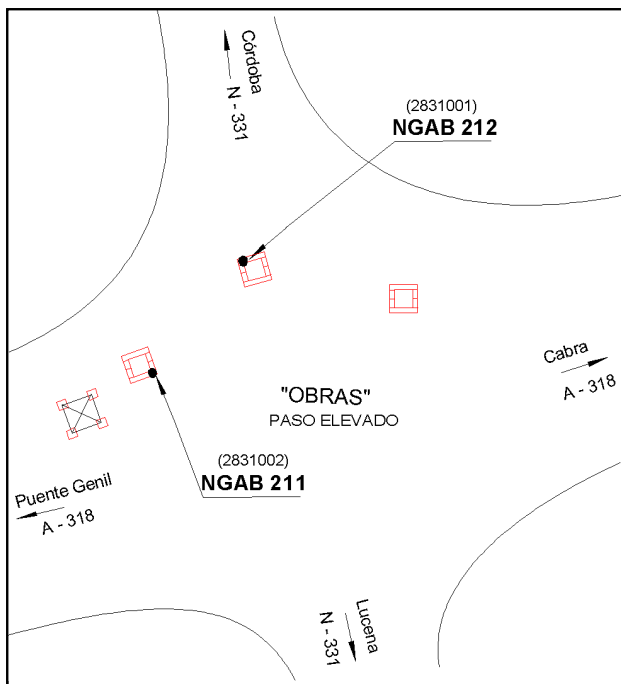 Córdoba
N - 331
(2831001)
NGAB 212
Cabra
A - 318
"OBRAS"
PASO ELEVADO
(2831002)
NGAB 211
Puente Genil
A - 318
Lucena
N - 331